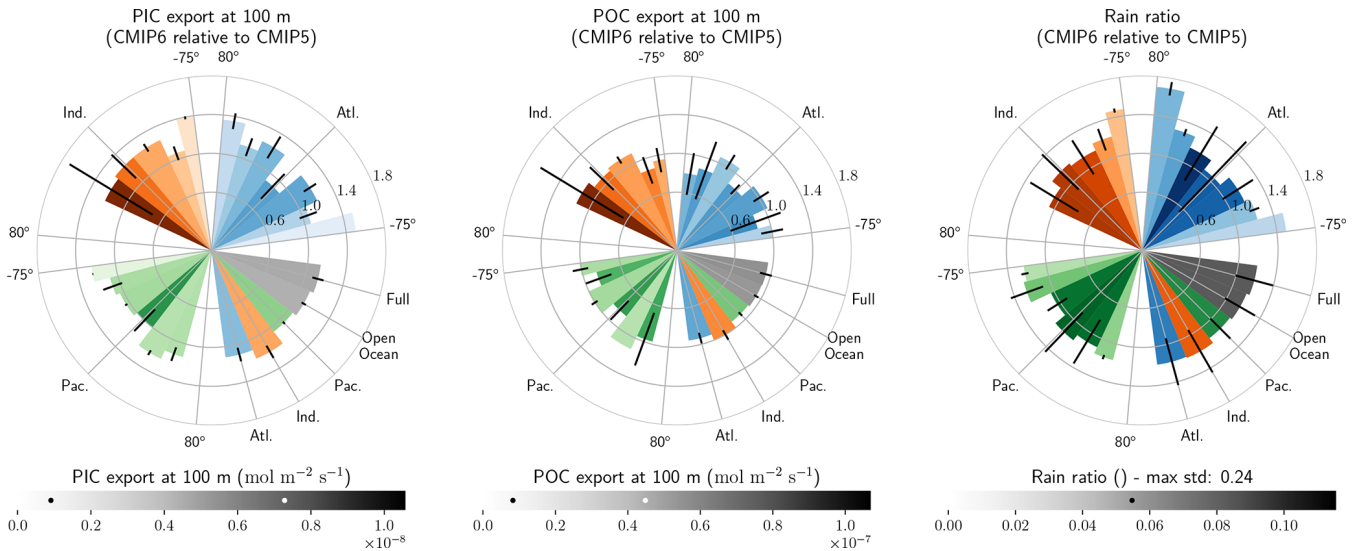 PIC export at 100 m
(CMIP6 relative to CMIP5)
-75° 80°
Ind.
Atl.
1.8
1.4
1.0
0.6
80°
-75°
-75°
Full
Open
Ocean
Pac.
Pac.
Ind.
Atl.
80°
PIC export at 100 m (mol m⁻² s⁻¹)
0.0 0.2 0.4 0.6 0.8 1.0
×10⁻⁸
POC export at 100 m
(CMIP6 relative to CMIP5)
-75° 80°
Ind.
Atl.
1.8
1.4
1.0
0.6
80°
-75°
-75°
Full
Open
Ocean
Pac.
Pac.
Ind.
Atl.
80°
POC export at 100 m (mol m⁻² s⁻¹)
0.0 0.2 0.4 0.6 0.8 1.0
×10⁻⁷
Rain ratio
(CMIP6 relative to CMIP5)
-75° 80°
Ind.
Atl.
1.8
1.4
1.0
0.6
80°
-75°
-75°
Full
Open
Ocean
Pac.
Pac.
Ind.
Atl.
80°
Rain ratio () - max std: 0.24
0.00 0.02 0.04 0.06 0.08 0.10